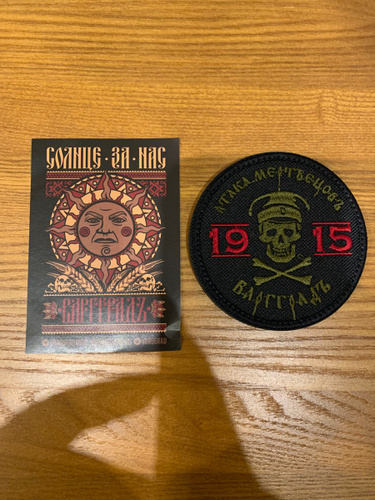 СОЛНЦЕ · ЗА · НАС
ВАРГГРАДЪ
АТАКА МЕРТВЕЦОВЪ
19 15
ВАРГГРАДЪ